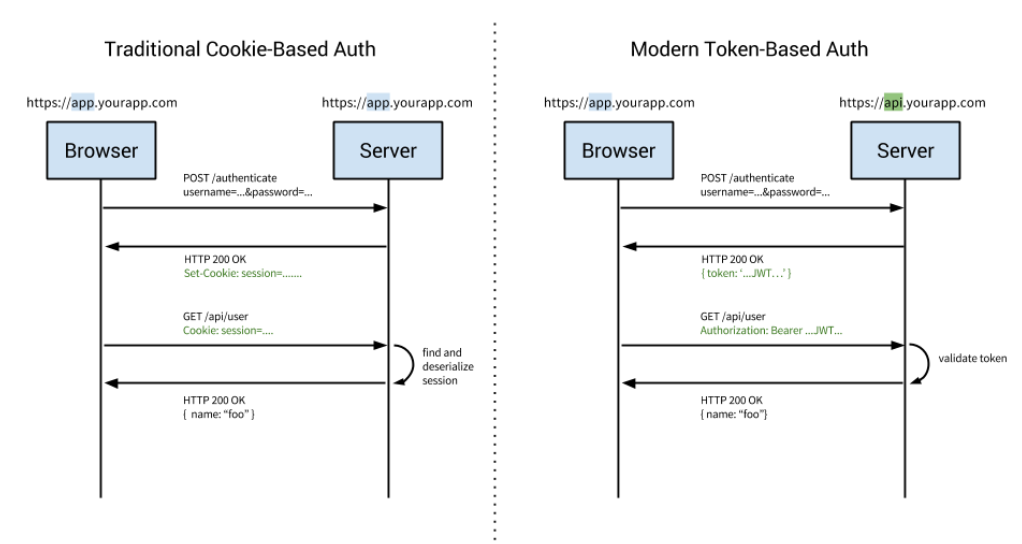 Traditional Cookie-Based Auth
https://app.yourapp.com
https://app.yourapp.com
Browser
Server
POST /authenticate
username=...&password=...
HTTP 200 OK
Set-Cookie: session=.......
GET /api/user
Cookie: session=....
find and
deserialize
session
HTTP 200 OK
{ name: “foo” }
Modern Token-Based Auth
https://app.yourapp.com
https://api.yourapp.com
Browser
Server
POST /authenticate
username=...&password=...
HTTP 200 OK
{ token: ‘...JWT...’ }
GET /api/user
Authorization: Bearer ...JWT...
validate token
HTTP 200 OK
{ name: “foo”}